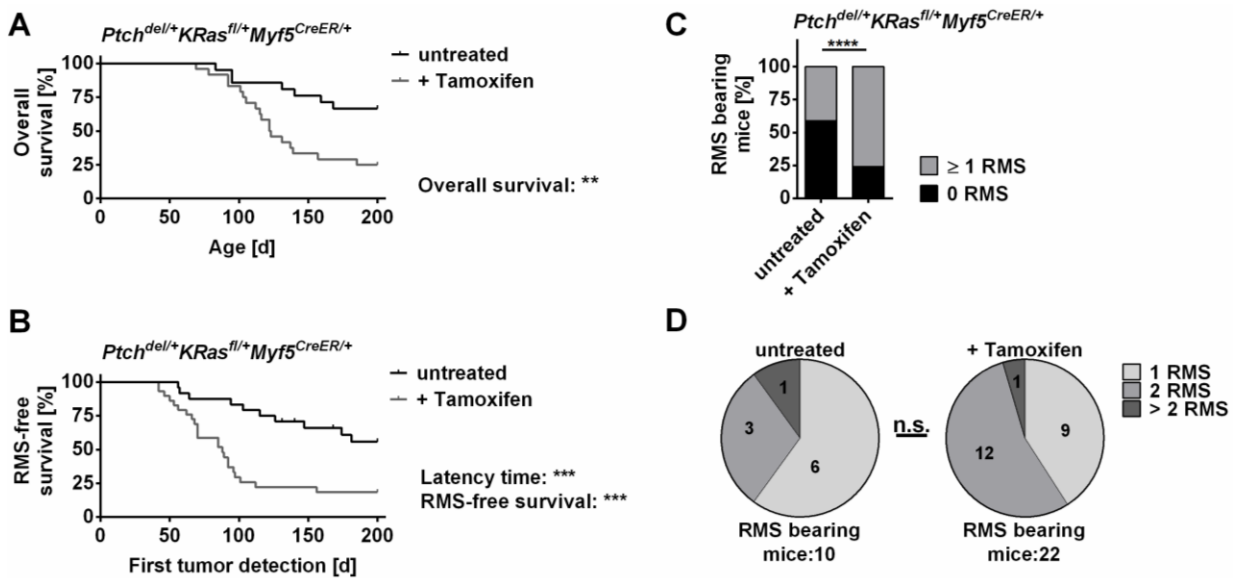 A
Ptch^del/+KRas^fl/+Myf5^CreER/+
untreated
+ Tamoxifen
Overall
survival [%]
100
75
50
25
0
0 50 100 150 200
Age [d]
Overall survival: **
B
Ptch^del/+KRas^fl/+Myf5^CreER/+
untreated
+ Tamoxifen
RMS-free
survival [%]
100
75
50
25
0
0 50 100 150 200
First tumor detection [d]
Latency time: ***
RMS-free survival: ***
C
Ptch^del/+KRas^fl/+Myf5^CreER/+
****
RMS bearing
mice [%]
100
50
0
untreated
+ Tamoxifen
≥ 1 RMS
0 RMS
D
untreated
1
3
6
RMS bearing
mice:10
n.s.
+ Tamoxifen
1
12
9
RMS bearing
mice:22
1 RMS
2 RMS
> 2 RMS